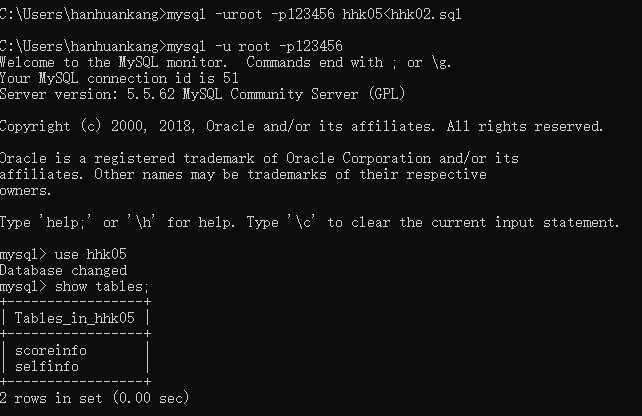 C:\Users\hanhuankang>mysql -uroot -p123456 hhk05<hhk02.sql
C:\Users\hanhuankang>mysql -u root -p123456
Welcome to the MySQL monitor.  Commands end with ; or \g.
Your MySQL connection id is 51
Server version: 5.5.62 MySQL Community Server (GPL)
Copyright (c) 2000, 2018, Oracle and/or its affiliates. All rights reserved.
Oracle is a registered trademark of Oracle Corporation and/or its
affiliates. Other names may be trademarks of their respective
owners.
Type 'help;' or '\h' for help. Type '\c' to clear the current input statement.
mysql> use hhk05
Database changed
mysql> show tables;
+-----------------+
| Tables_in_hhk05 |
+-----------------+
| scoreinfo       |
| selfinfo        |
+-----------------+
2 rows in set (0.00 sec)